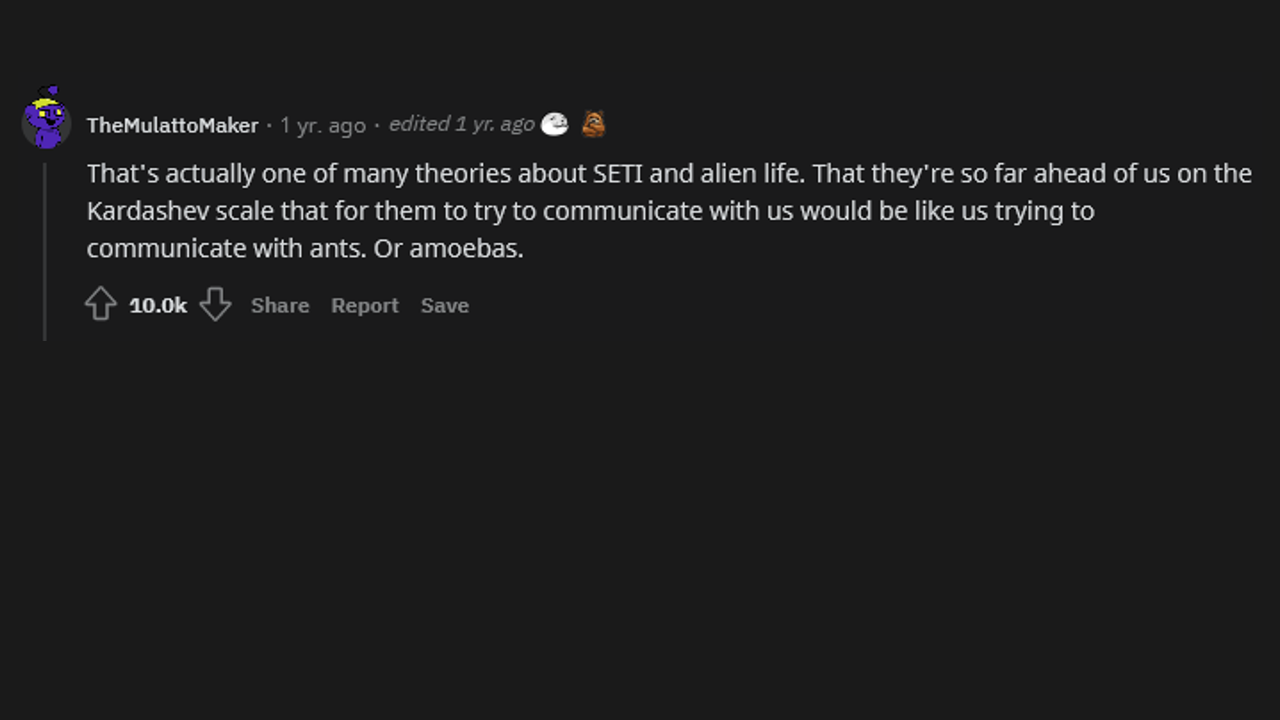 TheMulattoMaker · 1 yr. ago · edited 1 yr. ago
That's actually one of many theories about SETI and alien life. That they're so far ahead of us on the
Kardashev scale that for them to try to communicate with us would be like us trying to
communicate with ants. Or amoebas.
10.0k Share Report Save